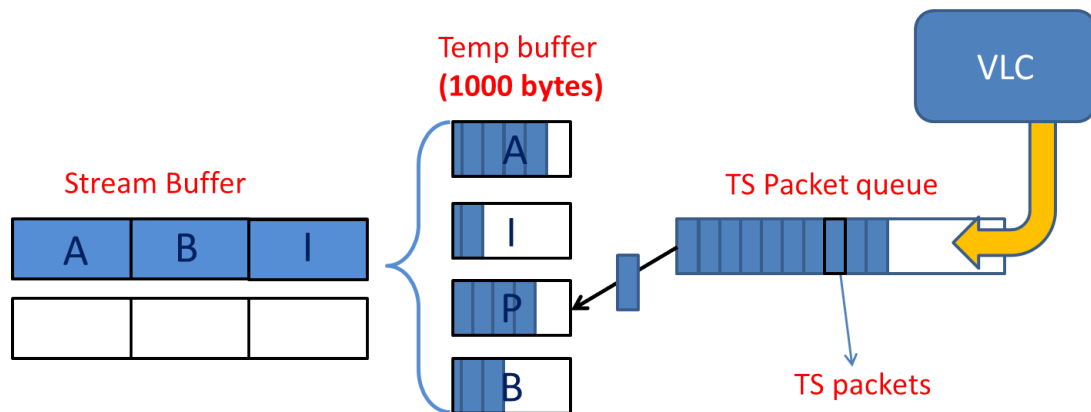 Temp buffer
(1000 bytes)
VLC
Stream Buffer
TS Packet queue
A
B
I
A
I
P
B
TS packets